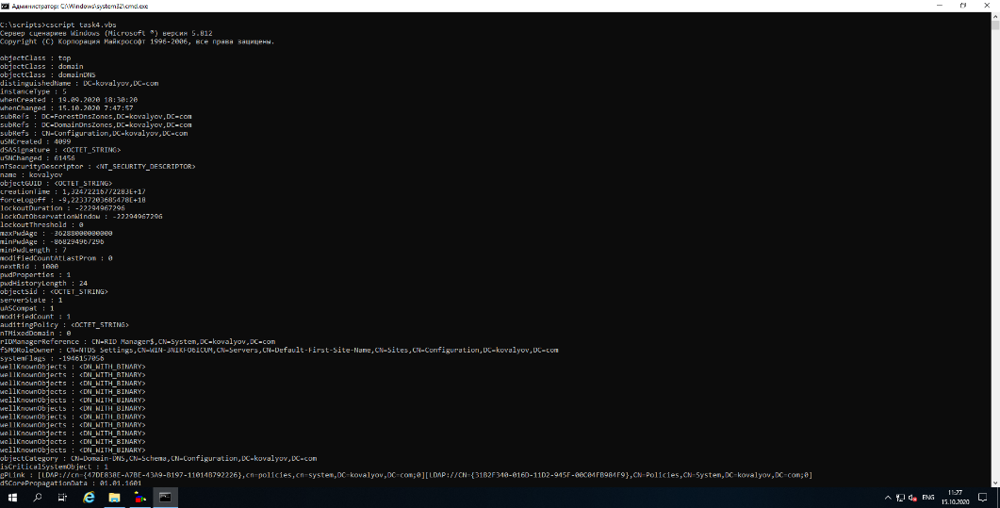 Администратор: C:\Windows\system32\cmd.exe
C:\scripts>cscript task4.vbs
Сервер сценариев Windows (Microsoft ®) версия 5.812
Copyright (C) Корпорация Майкрософт 1996-2006, все права защищены.
objectClass : top
objectClass : domain
objectClass : domainDNS
distinguishedName : DC=kovalyov,DC=com
instanceType : 5
whenCreated : 19.09.2020 18:30:20
whenChanged : 15.10.2020 7:47:57
subRefs : DC=ForestDnsZones,DC=kovalyov,DC=com
subRefs : DC=DomainDnsZones,DC=kovalyov,DC=com
subRefs : CN=Configuration,DC=kovalyov,DC=com
uSNCreated : 4099
dSASignature : <OCTET_STRING>
uSNChanged : 61456
nTSecurityDescriptor : <NT_SECURITY_DESCRIPTOR>
name : kovalyov
objectGUID : <OCTET_STRING>
creationTime : 1,32472216772283E+17
forceLogoff : -9,22337203685478E+18
lockoutDuration : -22294967296
lockOutObservationWindow : -22294967296
lockoutThreshold : 0
maxPwdAge : -36288000000000
minPwdAge : -868294967296
minPwdLength : 7
modifiedCountAtLastProm : 0
nextRid : 1000
pwdProperties : 1
pwdHistoryLength : 24
objectSid : <OCTET_STRING>
serverState : 1
uASCompat : 1
modifiedCount : 1
auditingPolicy : <OCTET_STRING>
nTMixedDomain : 0
rIDManagerReference : CN=RID Manager$,CN=System,DC=kovalyov,DC=com
fSMORoleOwner : CN=NTDS Settings,CN=WIN-3NIKFO6ICUM,CN=Servers,CN=Default-First-Site-Name,CN=Sites,CN=Configuration,DC=kovalyov,DC=com
systemFlags : -1946157056
wellKnownObjects : <DN_WITH_BINARY>
wellKnownObjects : <DN_WITH_BINARY>
wellKnownObjects : <DN_WITH_BINARY>
wellKnownObjects : <DN_WITH_BINARY>
wellKnownObjects : <DN_WITH_BINARY>
wellKnownObjects : <DN_WITH_BINARY>
wellKnownObjects : <DN_WITH_BINARY>
wellKnownObjects : <DN_WITH_BINARY>
wellKnownObjects : <DN_WITH_BINARY>
wellKnownObjects : <DN_WITH_BINARY>
wellKnownObjects : <DN_WITH_BINARY>
objectCategory : CN=Domain-DNS,CN=Schema,CN=Configuration,DC=kovalyov,DC=com
isCriticalSystemObject : 1
gPLink : [LDAP://cn={47DE838E-A7BE-43A9-B197-11014B792226},cn=policies,cn=system,DC=kovalyov,DC=com;0][LDAP://CN={31B2F340-016D-11D2-945F-00C04FB984F9},CN=Policies,CN=System,DC=kovalyov,DC=com;0]
dSCorePropagationData : 01.01.1601
ENG
11:27
15.10.2020